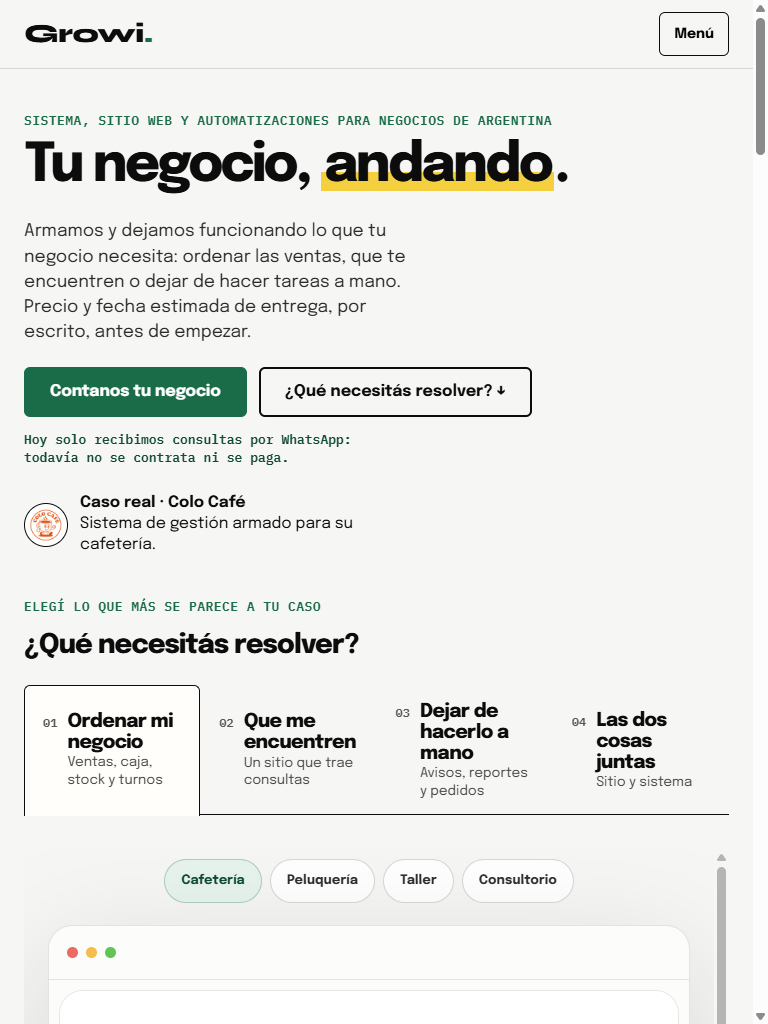 Growi.
Menú
SISTEMA, SITIO WEB Y AUTOMATIZACIONES PARA NEGOCIOS DE ARGENTINA
Tu negocio, andando.
Armamos y dejamos funcionando lo que tu
negocio necesita: ordenar las ventas, que te
encuentren o dejar de hacer tareas a mano.
Precio y fecha estimada de entrega, por
escrito, antes de empezar.
Contanos tu negocio
¿Qué necesitás resolver? ↓
Hoy solo recibimos consultas por WhatsApp:
todavía no se contrata ni se paga.
COLO CAFÉ
Caso real · Colo Café
Sistema de gestión armado para su
cafetería.
ELEGÍ LO QUE MÁS SE PARECE A TU CASO
¿Qué necesitás resolver?
01 Ordenar mi
negocio
Ventas, caja,
stock y turnos
02 Que me
encuentren
Un sitio que trae
consultas
03 Dejar de
hacerlo a
mano
Avisos, reportes
y pedidos
04 Las dos
cosas
juntas
Sitio y sistema
Cafetería
Peluquería
Taller
Consultorio